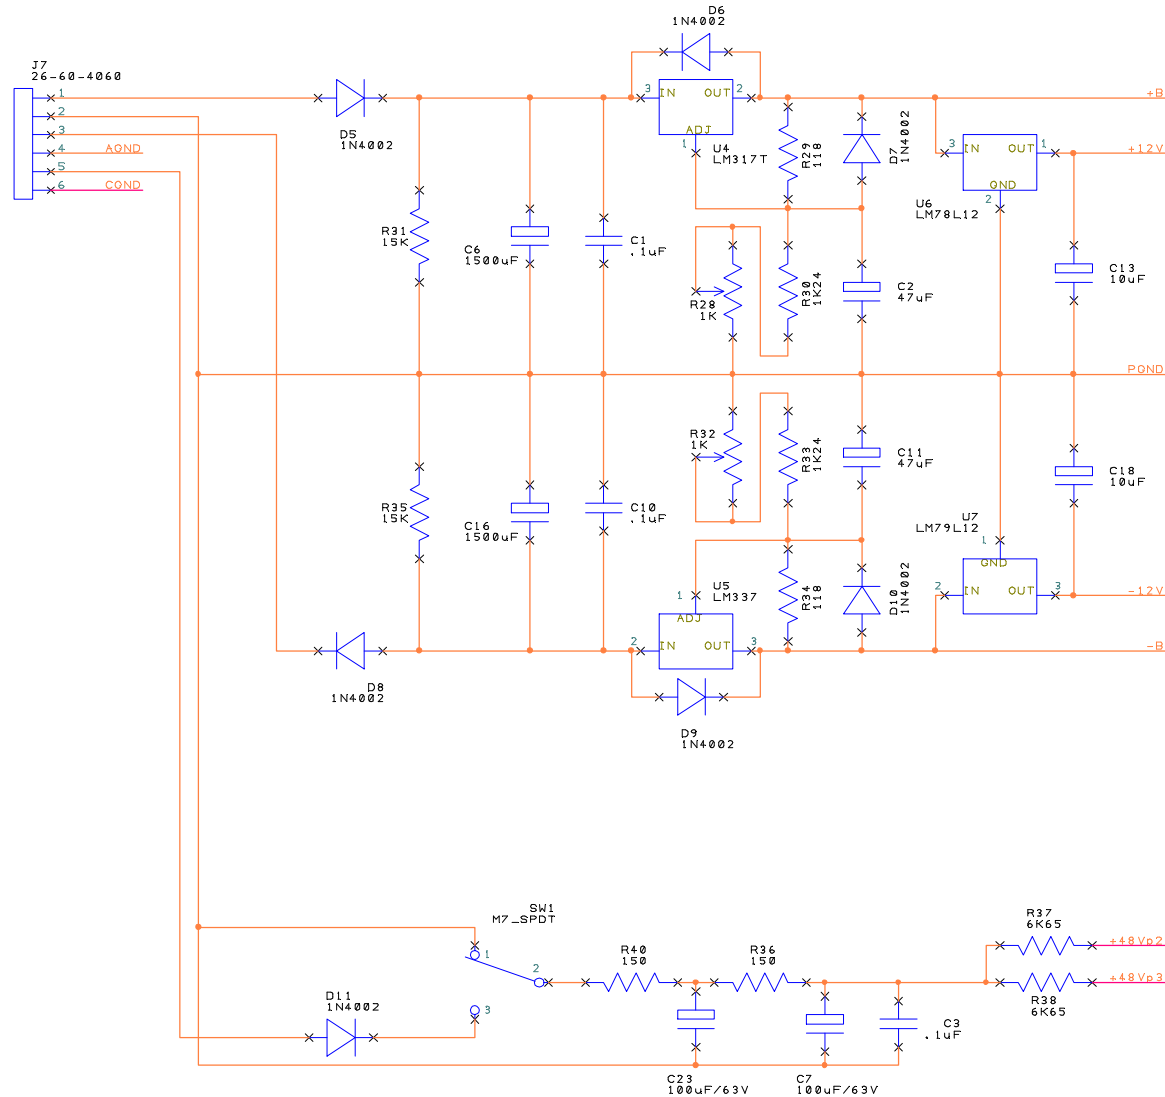 D6
1N4002
J7
26-60-4060
1
2
3
4
5
6
AGND
CGND
D5
1N4002
3
IN
OUT
2
ADJ
1
U4
LM317T
R29
118
D7
1N4002
+B
3
IN
OUT
1
+12V
GND
2
U6
LM78L12
R31
15K
C6
1500uF
C1
.1uF
R28
1K
R30
1K24
C2
47uF
C13
10uF
PGND
R32
1K
R33
1K24
C11
47uF
C18
10uF
R35
15K
C16
1500uF
C10
.1uF
U7
LM79L12
1
GND
2
IN
OUT
3
-12V
U5
LM337
1
ADJ
2
IN
OUT
3
R34
118
D10
1N4002
-B
D8
1N4002
D9
1N4002
SW1
M7_SPDT
1
2
3
R40
150
R36
150
R37
6K65
+48Vp2
+48Vp3
R38
6K65
D11
1N4002
C3
.1uF
C23
100uF/63V
C7
100uF/63V